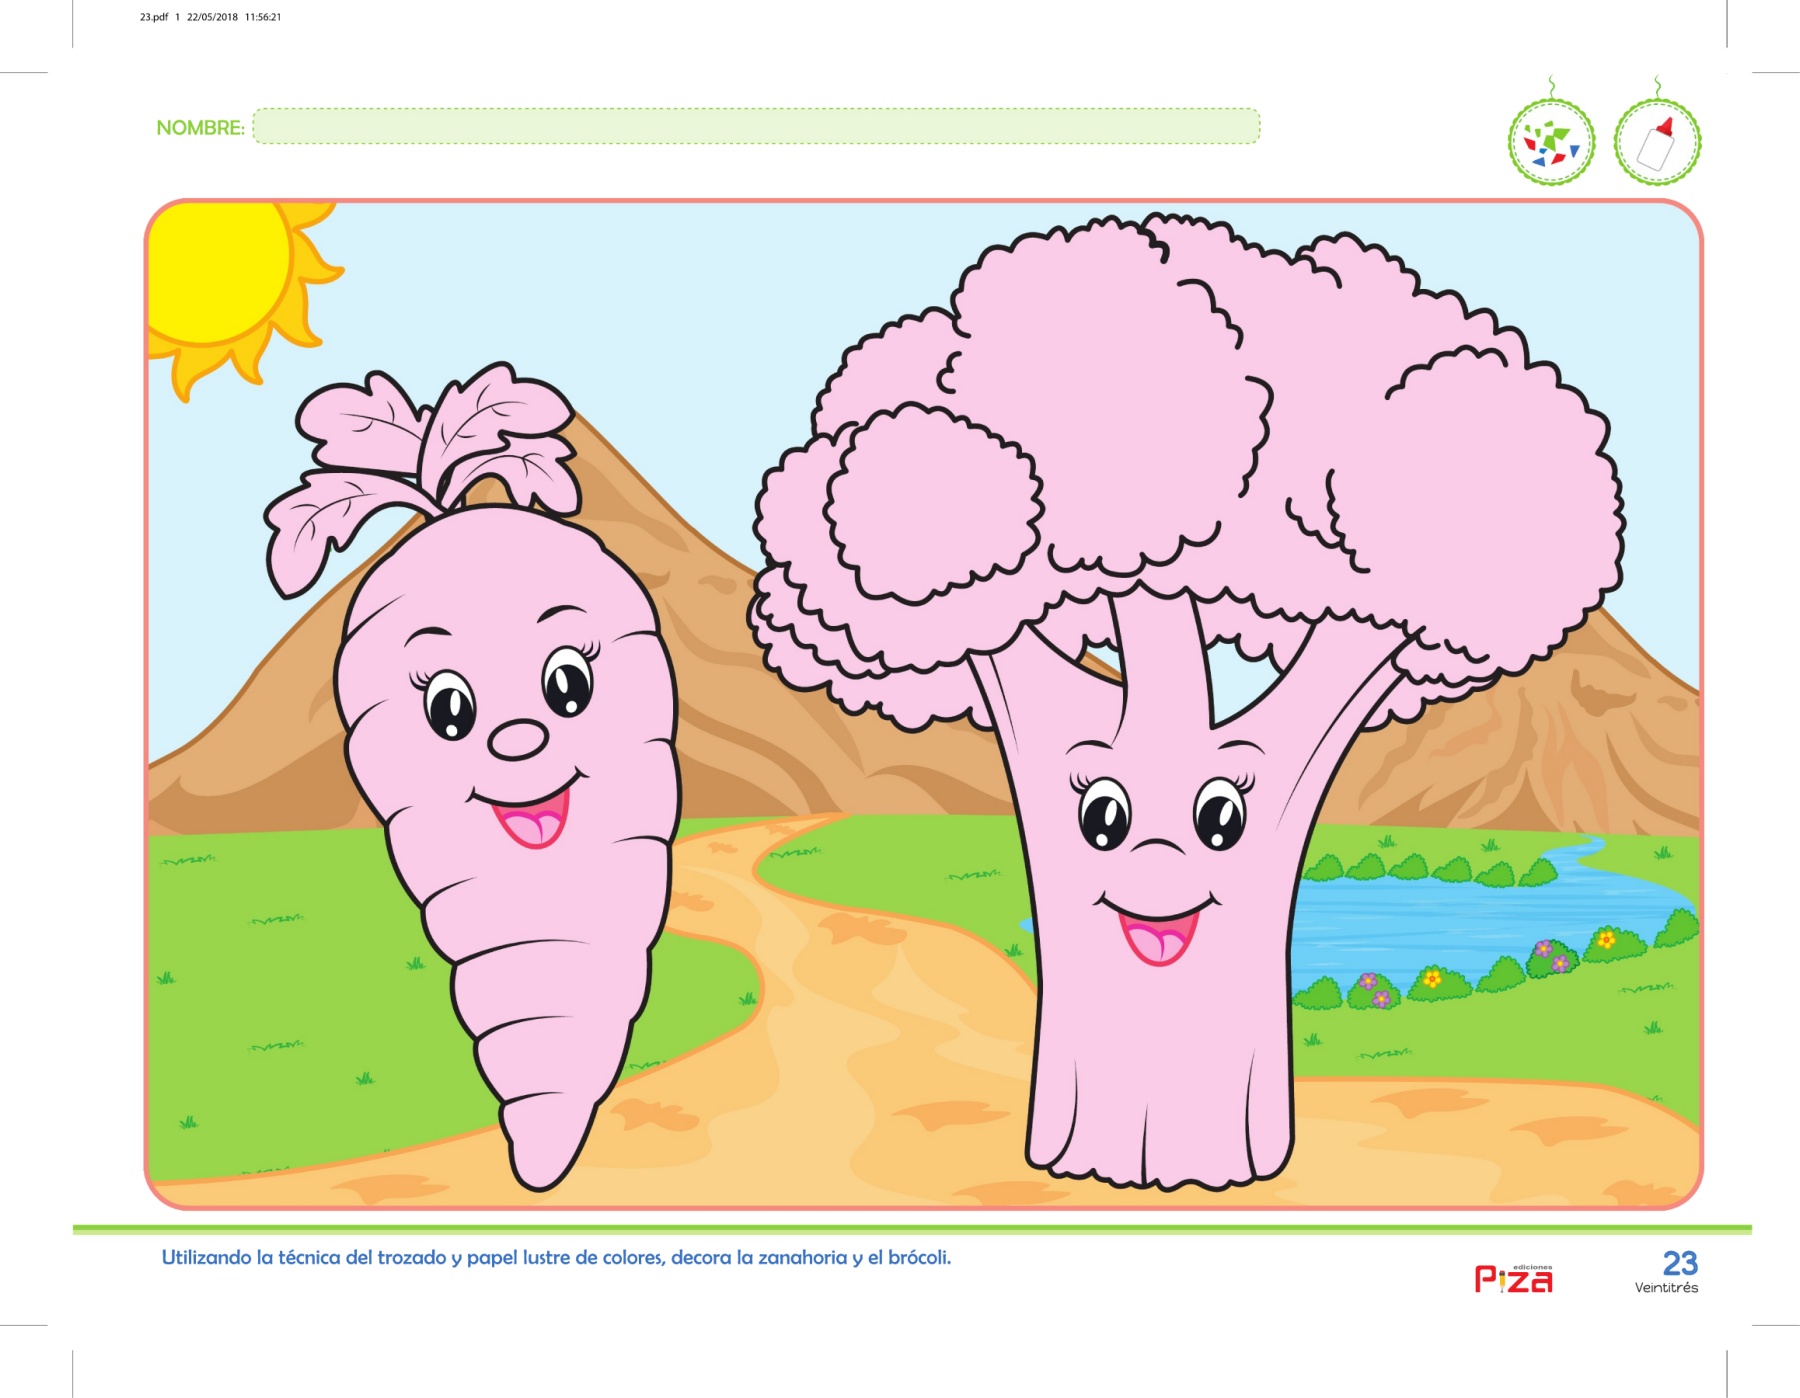 23.pdf 1 22/05/2018 11:56:21
NOMBRE:
Utilizando la técnica del trozado y papel lustre de colores, decora la zanahoria y el brócoli.
ediciones
Piza
23
Veintitrés